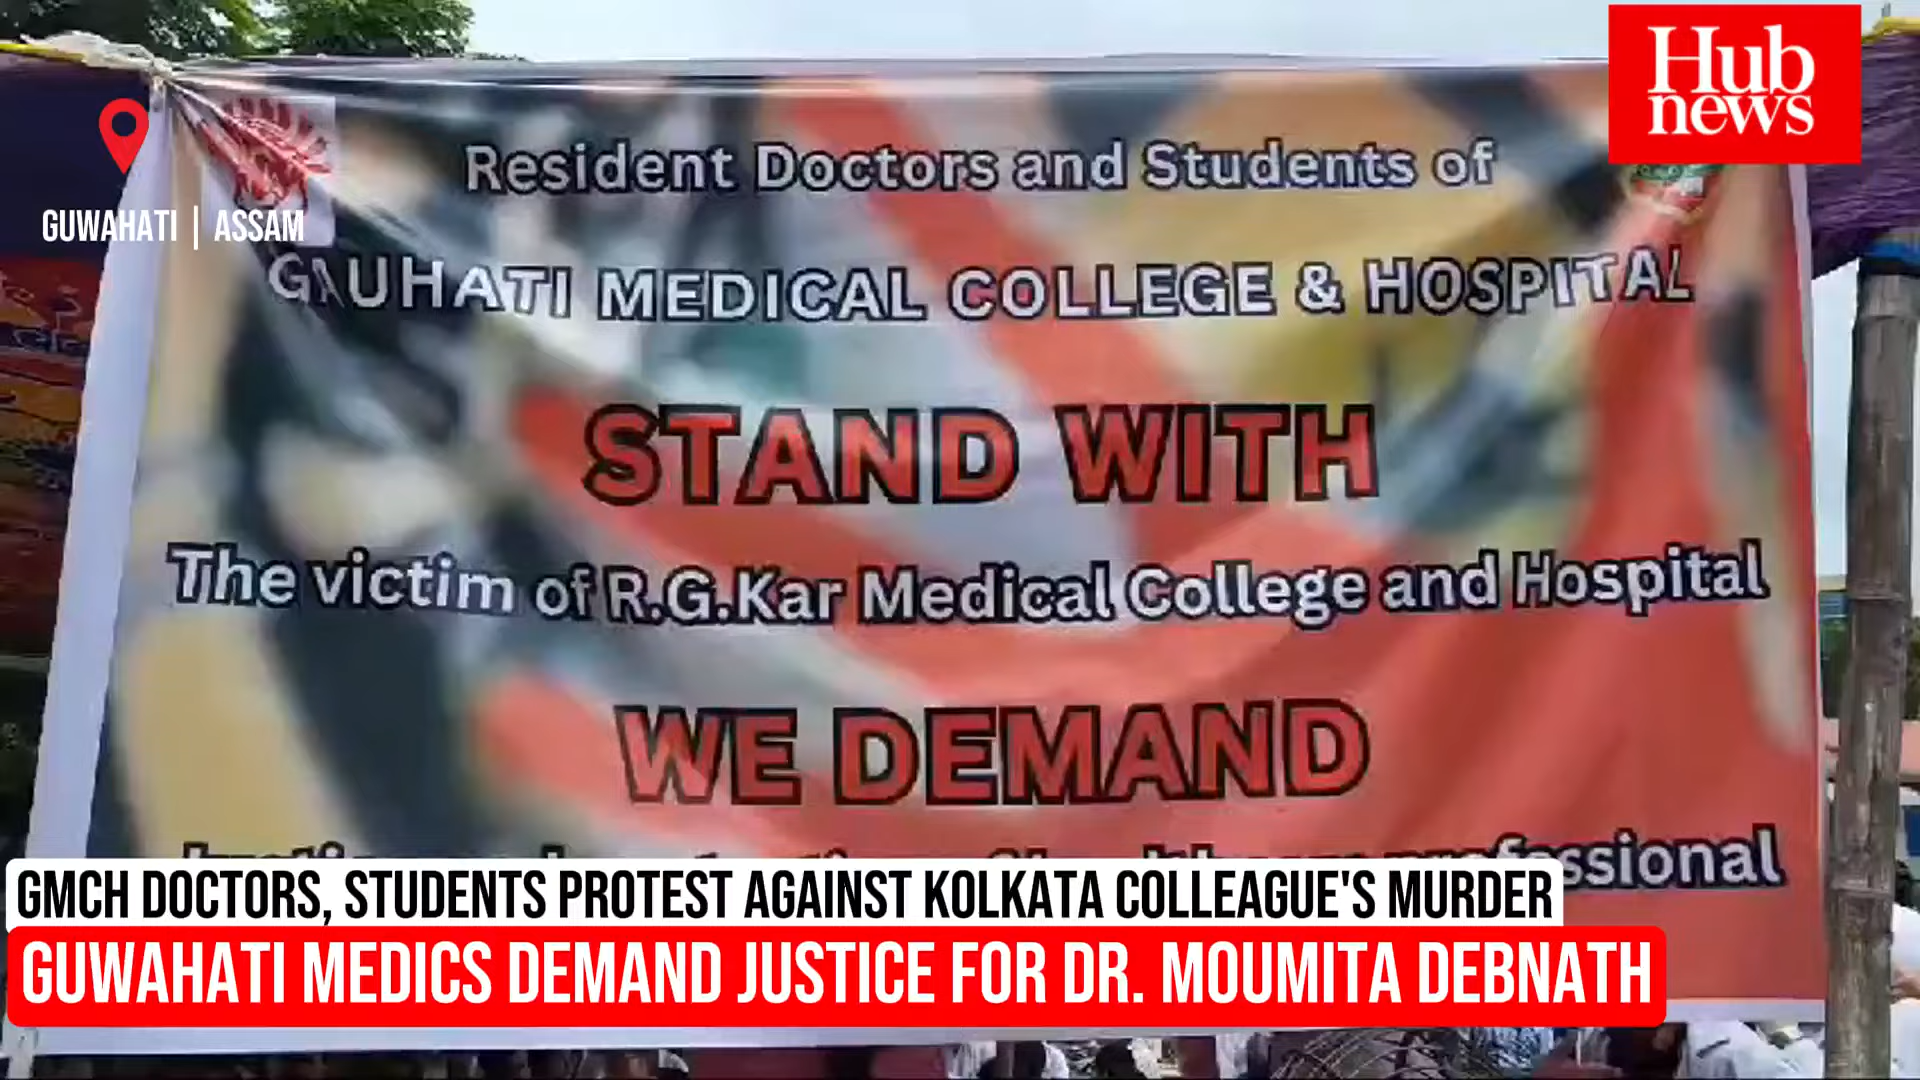 Hub
news
GUWAHATI | ASSAM
Resident Doctors and Students of
GAUHATI MEDICAL COLLEGE & HOSPITAL
STAND WITH
The victim of R.G.Kar Medical College and Hospital
WE DEMAND
professional
GMCH DOCTORS, STUDENTS PROTEST AGAINST KOLKATA COLLEAGUE'S MURDER
GUWAHATI MEDICS DEMAND JUSTICE FOR DR. MOUMITA DEBNATH